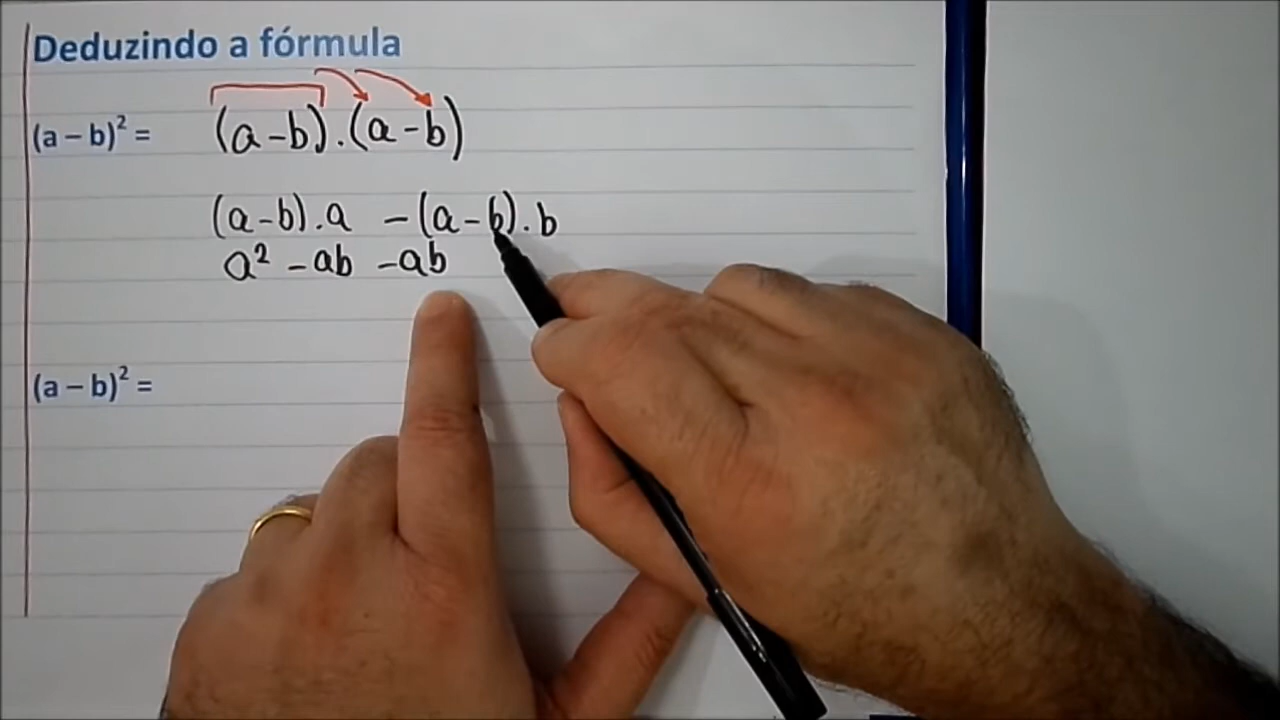 Deduzindo a fórmula
(a – b)² = (a-b).(a-b)
(a-b).a -(a-b).b
a² -ab -ab
(a – b)² =